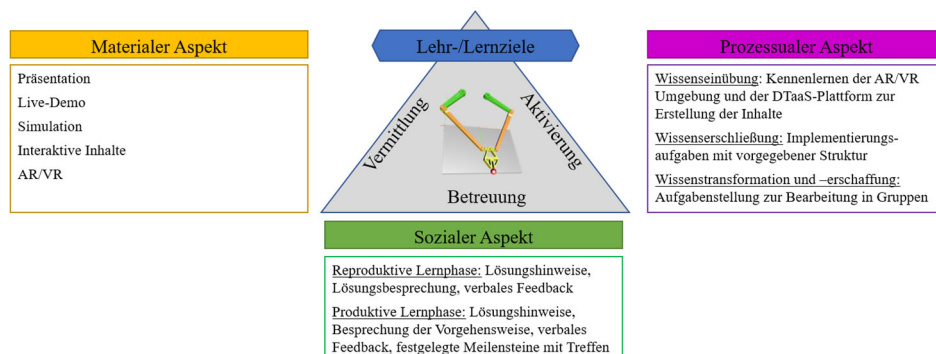 Materialer Aspekt
Präsentation
Live-Demo
Simulation
Interaktive Inhalte
AR/VR
Lehr-/Lernziele
Vermittlung
Aktivierung
Betreuung
Prozessualer Aspekt
Wissenseinübung: Kennenlernen der AR/VR
Umgebung und der DTaaS-Plattform zur
Erstellung der Inhalte
Wissenserschließung: Implementierungs-
aufgaben mit vorgegebener Struktur
Wissenstransformation und –erschaffung:
Aufgabenstellung zur Bearbeitung in Gruppen
Sozialer Aspekt
Reproduktive Lernphase: Lösungshinweise,
Lösungsbesprechung, verbales Feedback
Produktive Lernphase: Lösungshinweise,
Besprechung der Vorgehensweise, verbales
Feedback, festgelegte Meilensteine mit Treffen